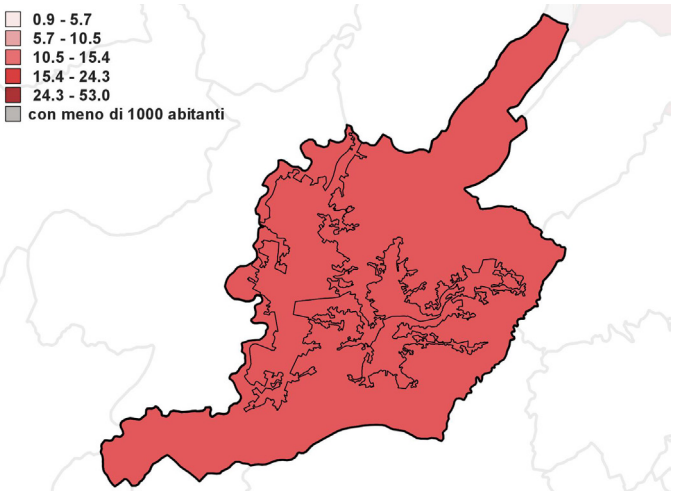 0.9 - 5.7
5.7 - 10.5
10.5 - 15.4
15.4 - 24.3
24.3 - 53.0
con meno di 1000 abitanti